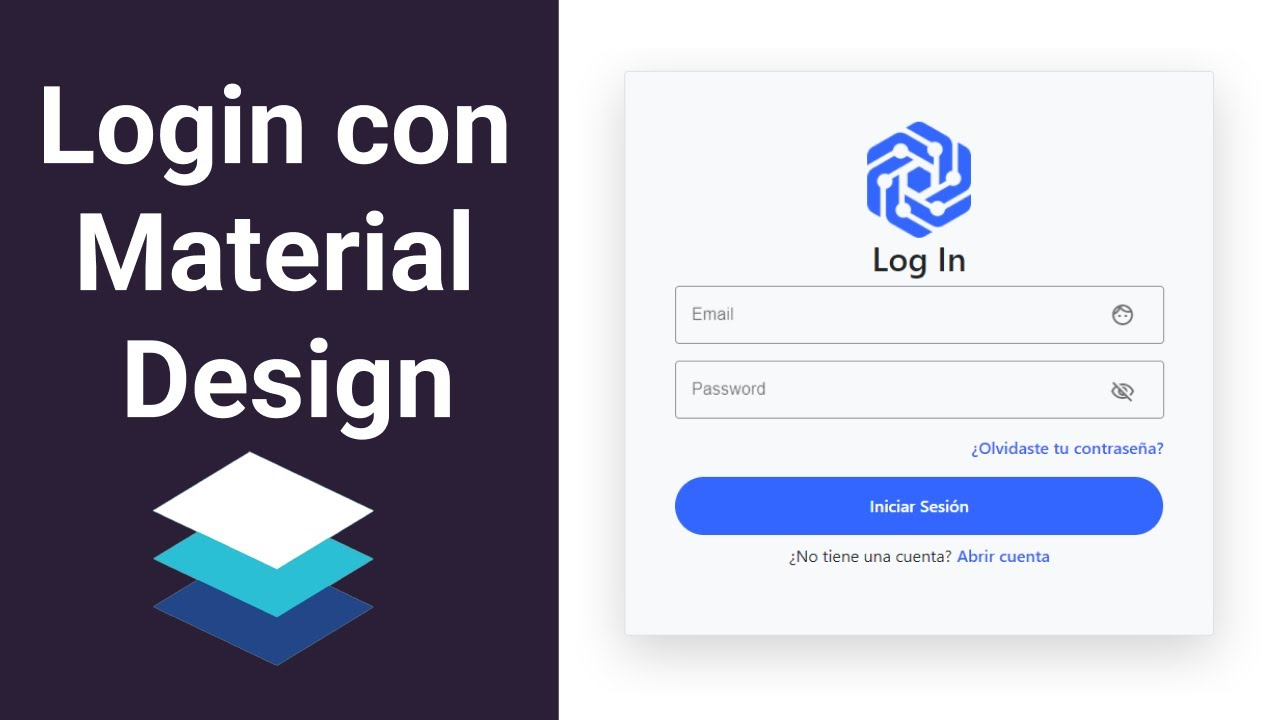 Login con
Material
Design
Log In
Email
Password
¿Olvidaste tu contraseña?
Iniciar Sesión
¿No tiene una cuenta? Abrir cuenta